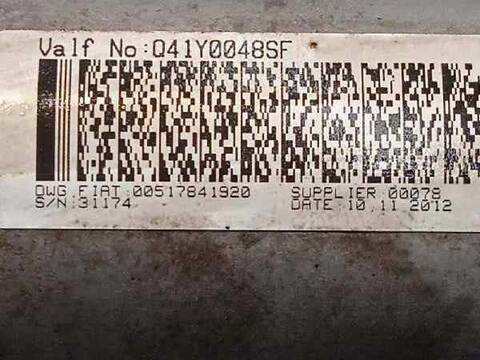 Valf No:Q41Y0048SF
DWG FIAT:00517841920
SUPPLIER:00078
S/N:31174
DATE:10.11.2012